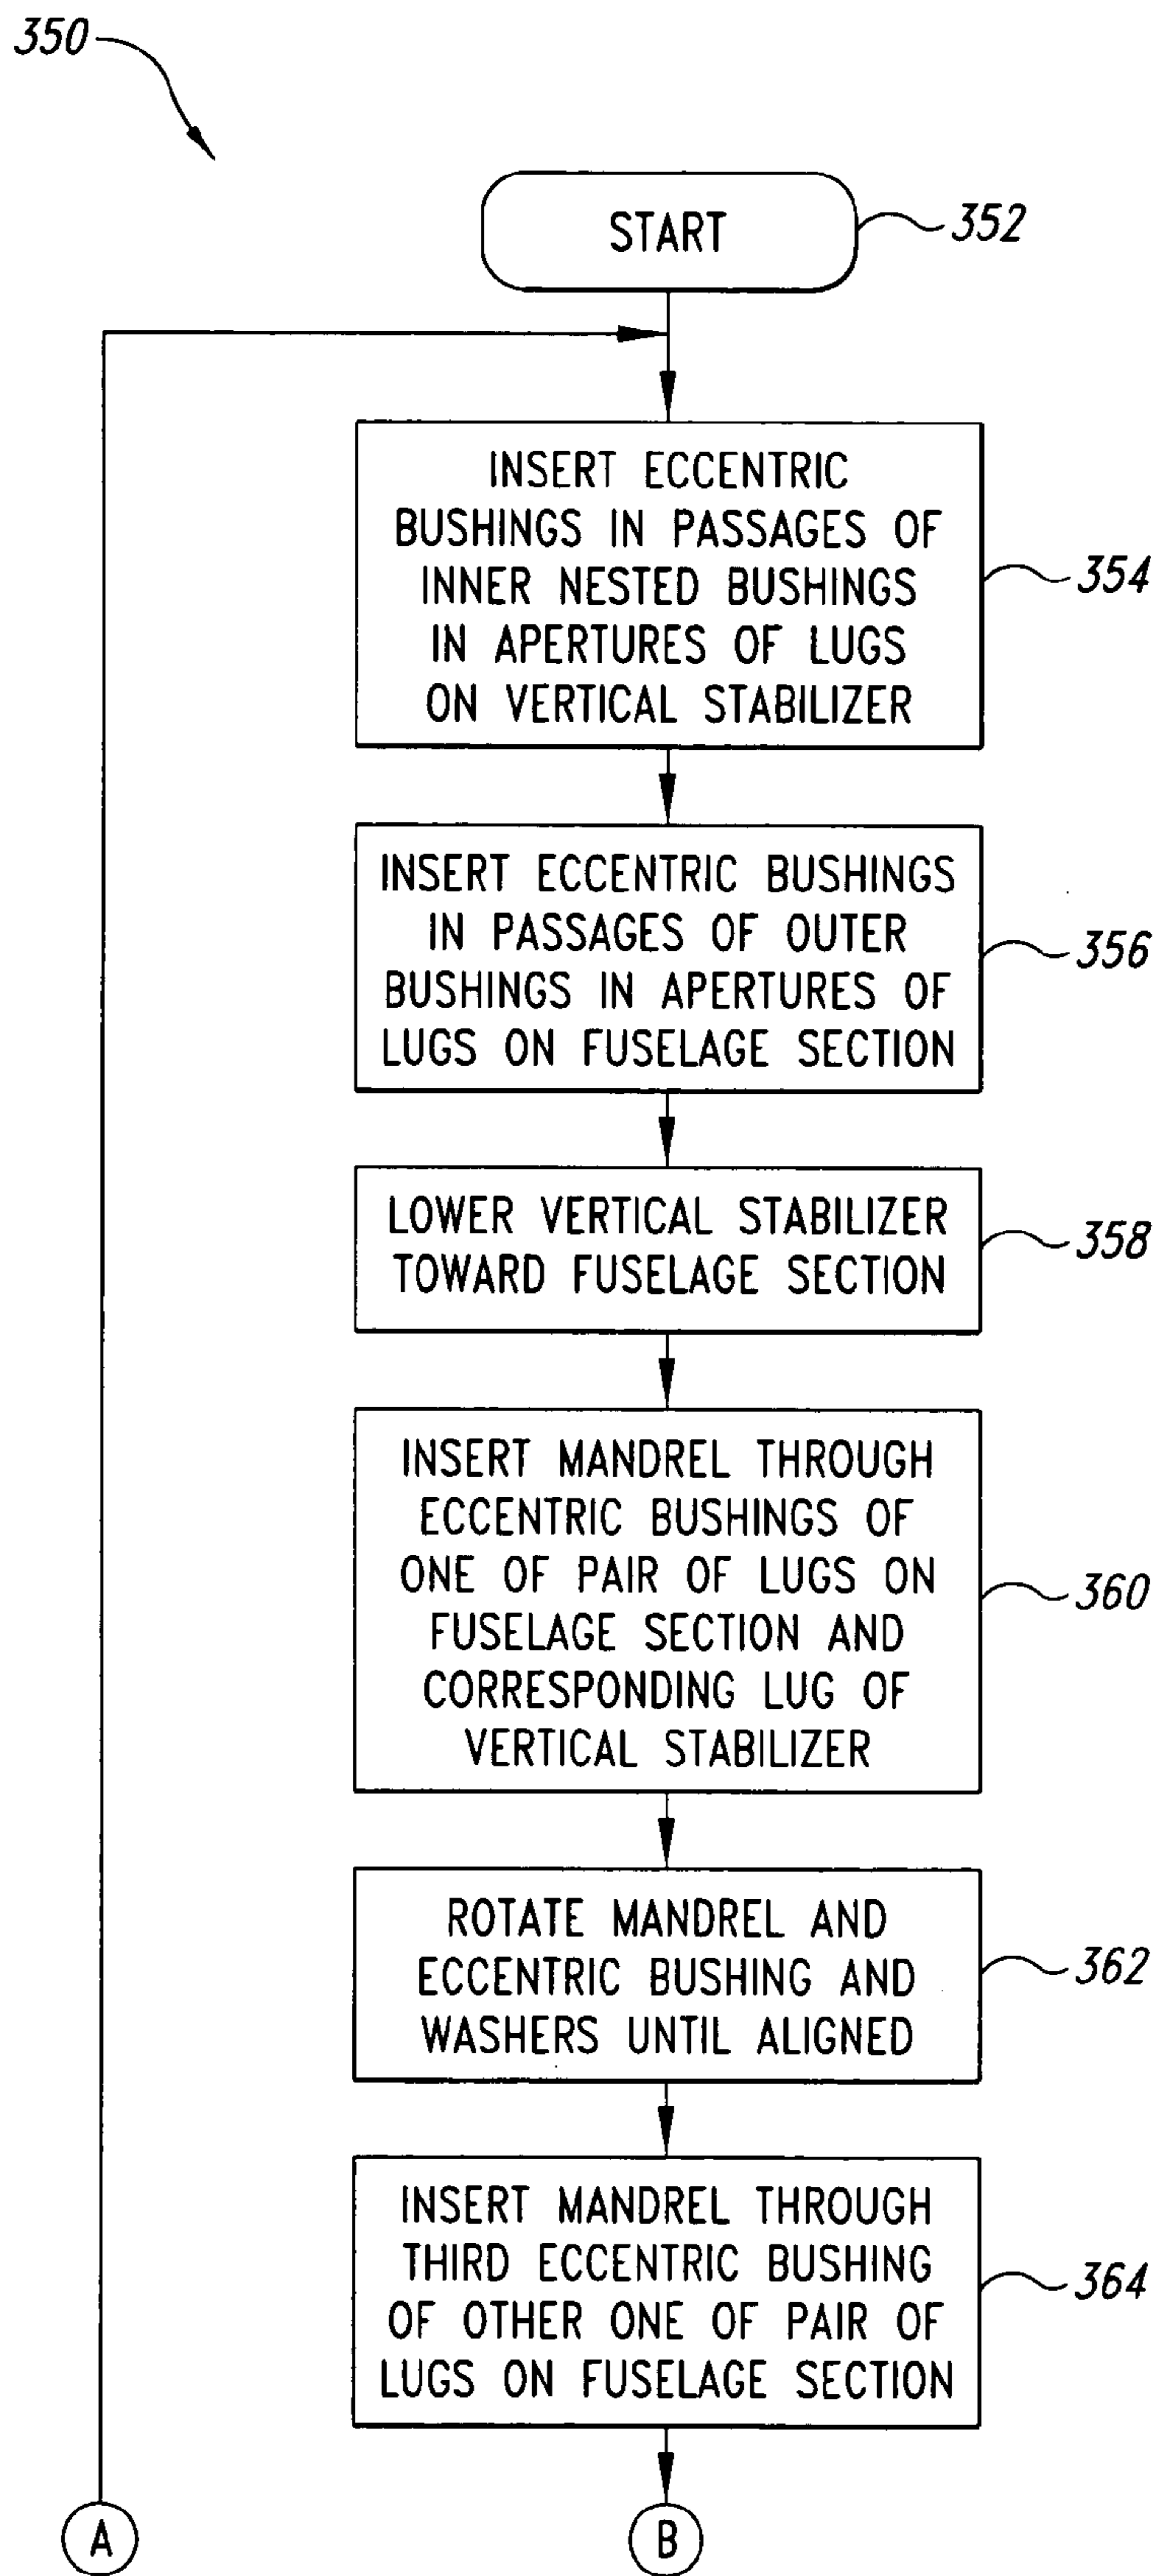 350
START
352
INSERT ECCENTRIC
BUSHINGS IN PASSAGES OF
INNER NESTED BUSHINGS
IN APERTURES OF LUGS
ON VERTICAL STABILIZER
354
INSERT ECCENTRIC BUSHINGS
IN PASSAGES OF OUTER
BUSHINGS IN APERTURES OF
LUGS ON FUSELAGE SECTION
356
LOWER VERTICAL STABILIZER
TOWARD FUSELAGE SECTION
358
INSERT MANDREL THROUGH
ECCENTRIC BUSHINGS OF
ONE OF PAIR OF LUGS ON
FUSELAGE SECTION AND
CORRESPONDING LUG OF
VERTICAL STABILIZER
360
ROTATE MANDREL AND
ECCENTRIC BUSHING AND
WASHERS UNTIL ALIGNED
362
INSERT MANDREL THROUGH
THIRD ECCENTRIC BUSHING
OF OTHER ONE OF PAIR OF
LUGS ON FUSELAGE SECTION
364
A
B